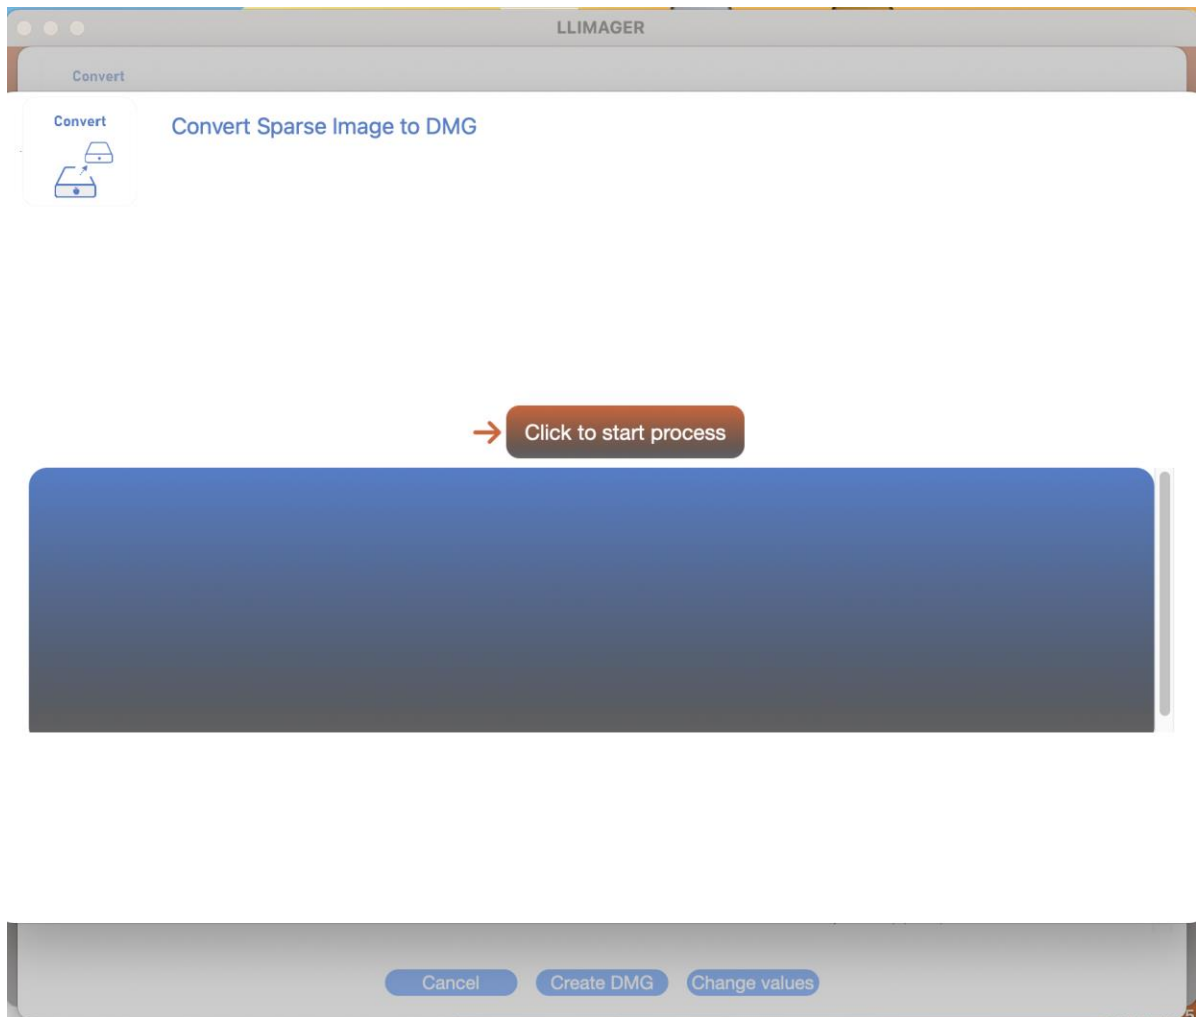 LLIMAGER
Convert
Convert
Convert Sparse Image to DMG
Click to start process
Cancel
Create DMG
Change values